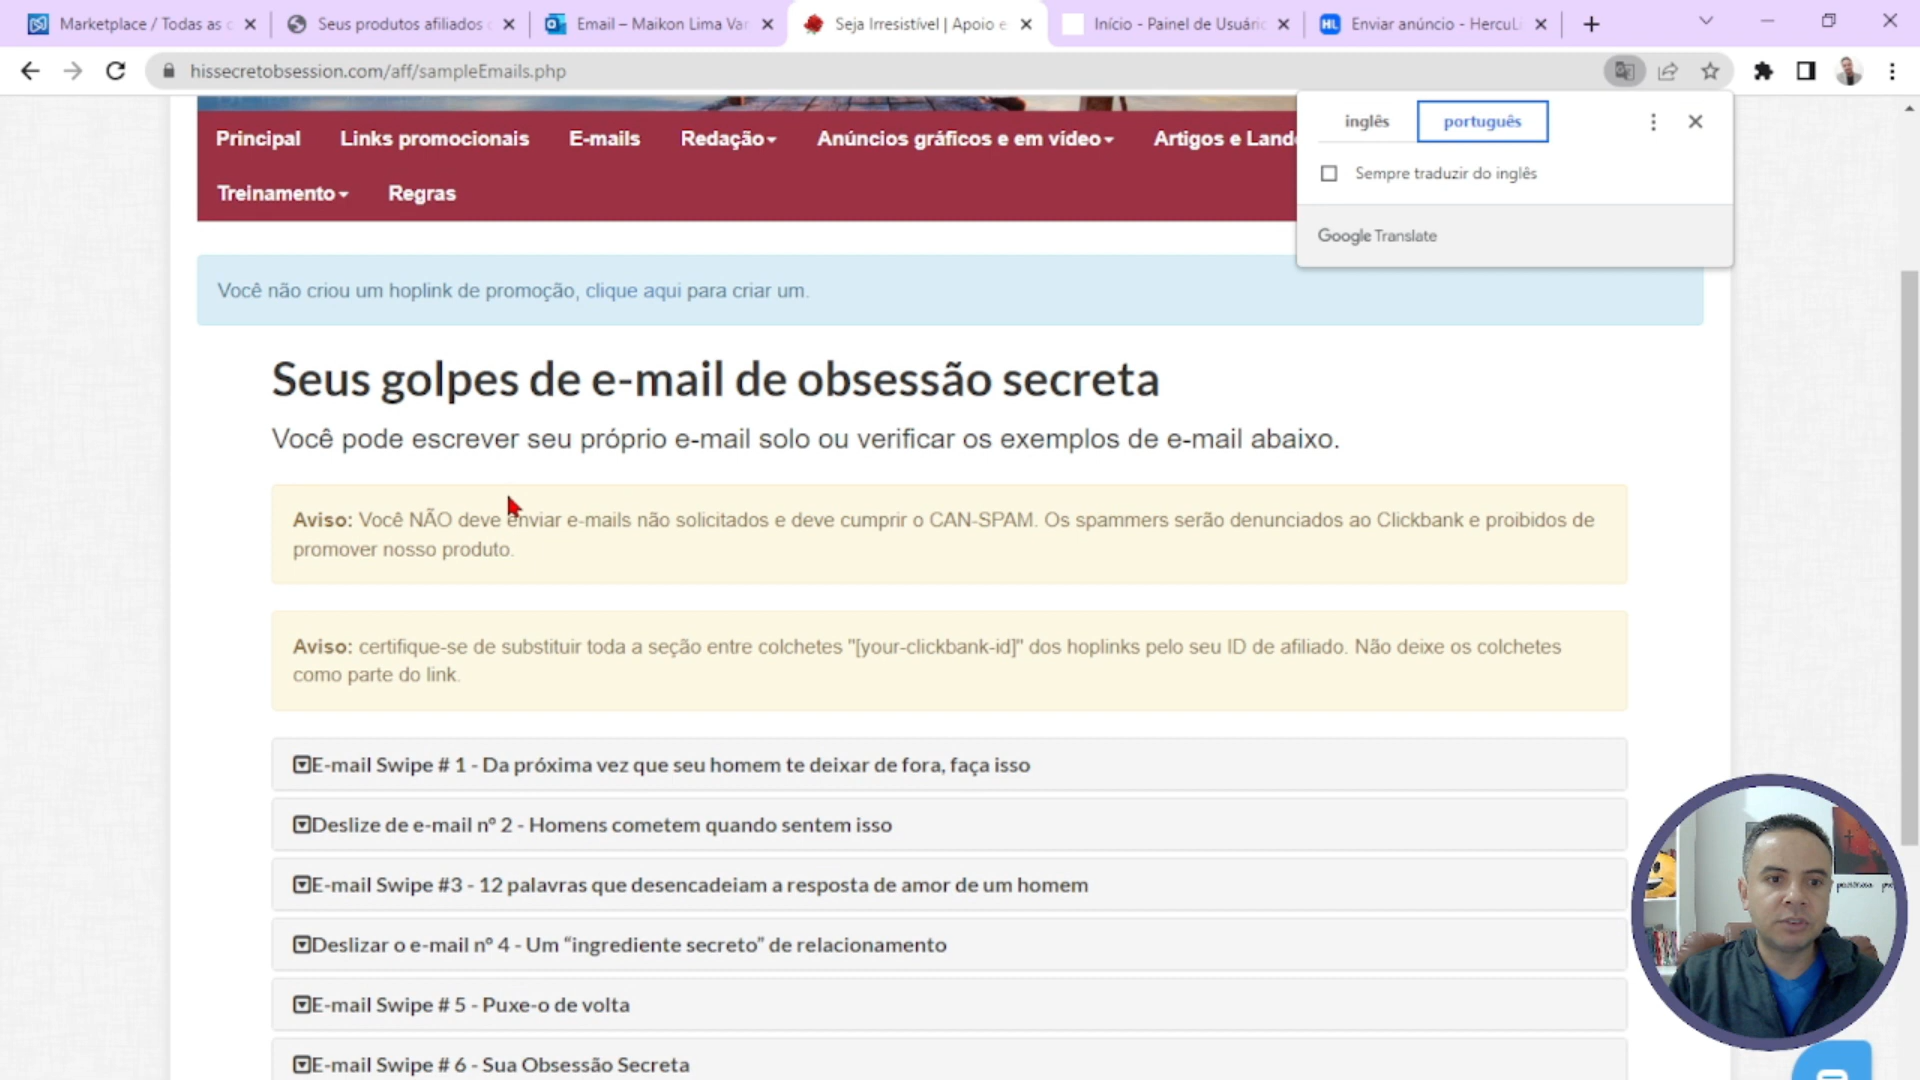 Marketplace / Todas as
Seus produtos afiliados
Email – Maikon Lima Var
Seja Irresistível | Apoio e
Início - Painel de Usuário
HL Enviar anúncio - HercuLi
hissecretobsession.com/aff/sampleEmails.php
Principal
Links promocionais
E-mails
Redação
Anúncios gráficos e em vídeo
Artigos e Land
Treinamento
Regras
inglês
português
Sempre traduzir do inglês
Google Translate
Você não criou um hoplink de promoção, clique aqui para criar um.
Seus golpes de e-mail de obsessão secreta
Você pode escrever seu próprio e-mail solo ou verificar os exemplos de e-mail abaixo.
Aviso: Você NÃO deve enviar e-mails não solicitados e deve cumprir o CAN-SPAM. Os spammers serão denunciados ao Clickbank e proibidos de
promover nosso produto.
Aviso: certifique-se de substituir toda a seção entre colchetes "[your-clickbank-id]" dos hoplinks pelo seu ID de afiliado. Não deixe os colchetes
como parte do link.
E-mail Swipe # 1 - Da próxima vez que seu homem te deixar de fora, faça isso
Deslize de e-mail nº 2 - Homens cometem quando sentem isso
E-mail Swipe #3 - 12 palavras que desencadeiam a resposta de amor de um homem
Deslizar o e-mail nº 4 - Um “ingrediente secreto” de relacionamento
E-mail Swipe # 5 - Puxe-o de volta
E-mail Swipe # 6 - Sua Obsessão Secreta